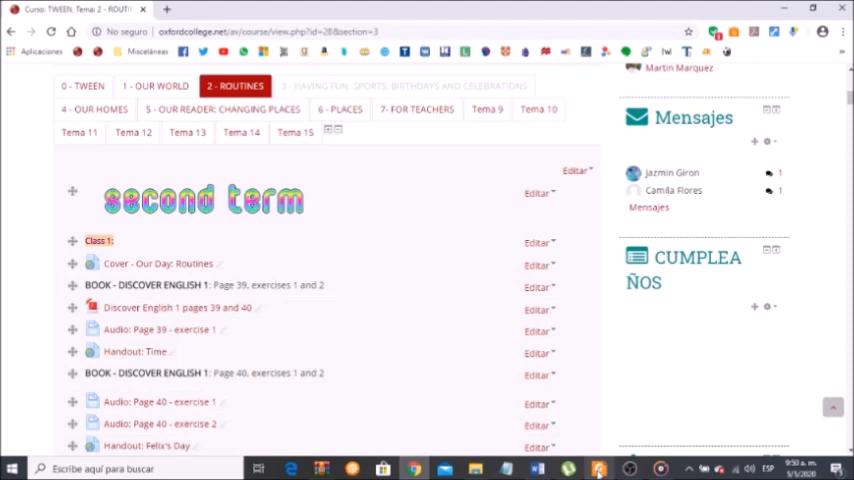 Curso: TWEEN, Tema: 2 - ROUTI
No seguro
oxfordcollege.net/av/course/view.php?id=28&section=3
Aplicaciones
Misceláneas
0 - TWEEN
1 - OUR WORLD
2 - ROUTINES
3 - HAVING FUN: SPORTS, BIRTHDAYS AND CELEBRATIONS
4 - OUR HOMES
5 - OUR READER: CHANGING PLACES
6 - PLACES
7- FOR TEACHERS
Tema 9
Tema 10
Tema 11
Tema 12
Tema 13
Tema 14
Tema 15
Editar
second term
Editar
Class 1:
Editar
Cover - Our Day: Routines
Editar
BOOK - DISCOVER ENGLISH 1: Page 39, exercises 1 and 2
Editar
Discover English 1 pages 39 and 40
Editar
Audio: Page 39 - exercise 1
Editar
Handout: Time
Editar
BOOK - DISCOVER ENGLISH 1: Page 40, exercises 1 and 2
Editar
Audio: Page 40 - exercise 1
Editar
Audio: Page 40 - exercise 2
Editar
Handout: Felix's Day
Editar
Martin Marquez
Mensajes
Jazmin Giron
1
Camila Flores
1
Mensajes
CUMPLEA
ÑOS
Escribe aquí para buscar
ESP
9:50 a. m.
5/5/2020